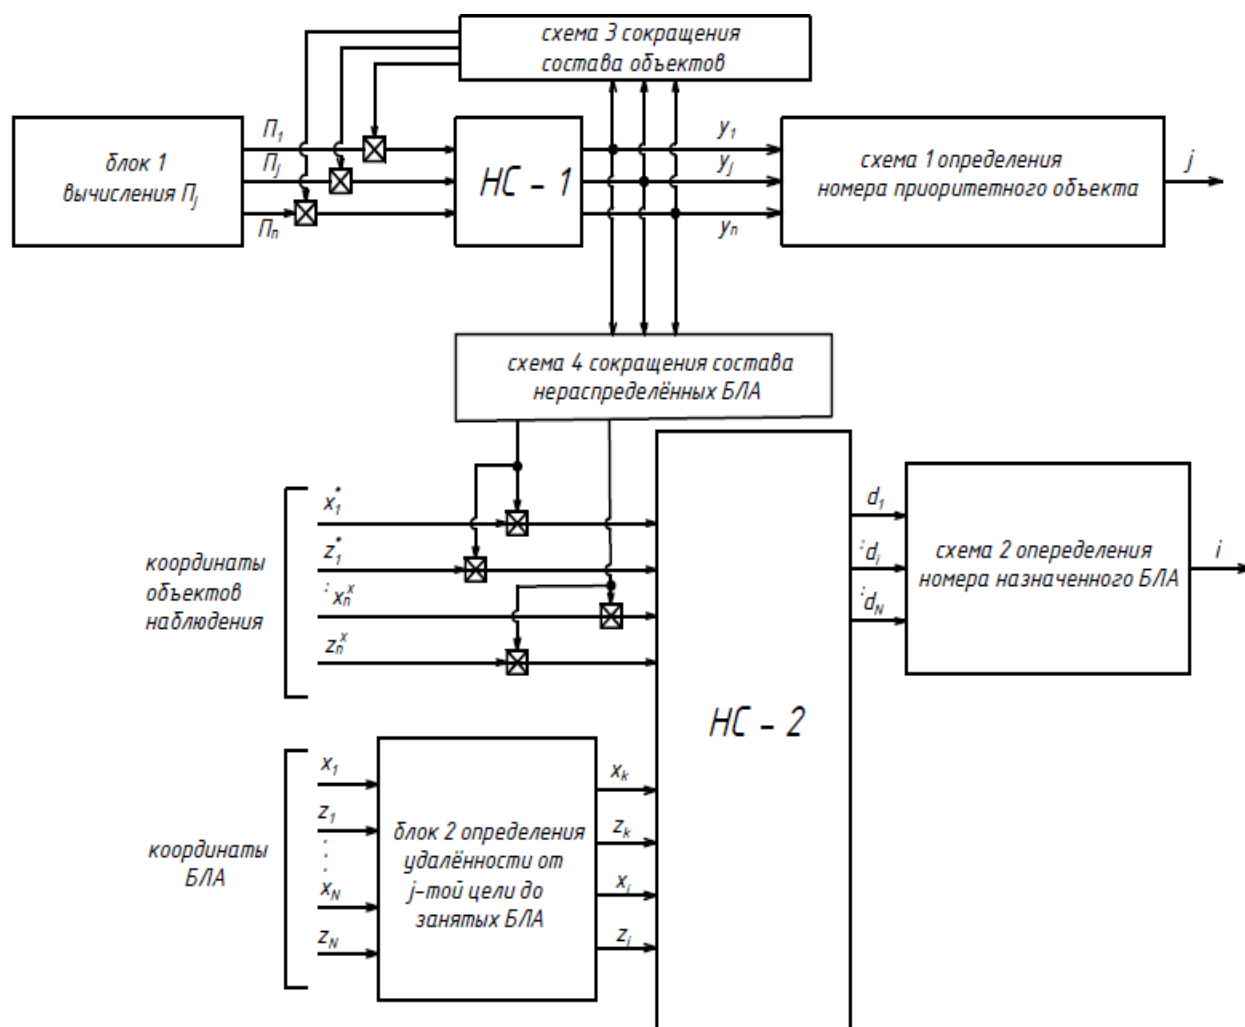 схема 3 сокращения
состава объектов
блок 1
вычисления Пj
П1
Пj
Пn
НС - 1
y1
yj
yn
схема 1 определения
номера приоритетного объекта
j
схема 4 сокращения состава
нераспределённых БЛА
координаты
объектов
наблюдения
x1*
z1*
: xn^x
zn^x
НС - 2
d1
:di
:dN
схема 2 опеределения
номера назначенного БЛА
i
координаты
БЛА
x1
z1
:
:
xN
zN
блок 2 определения
удалённости от
j-той цели до
занятых БЛА
xk
zk
xi
zi